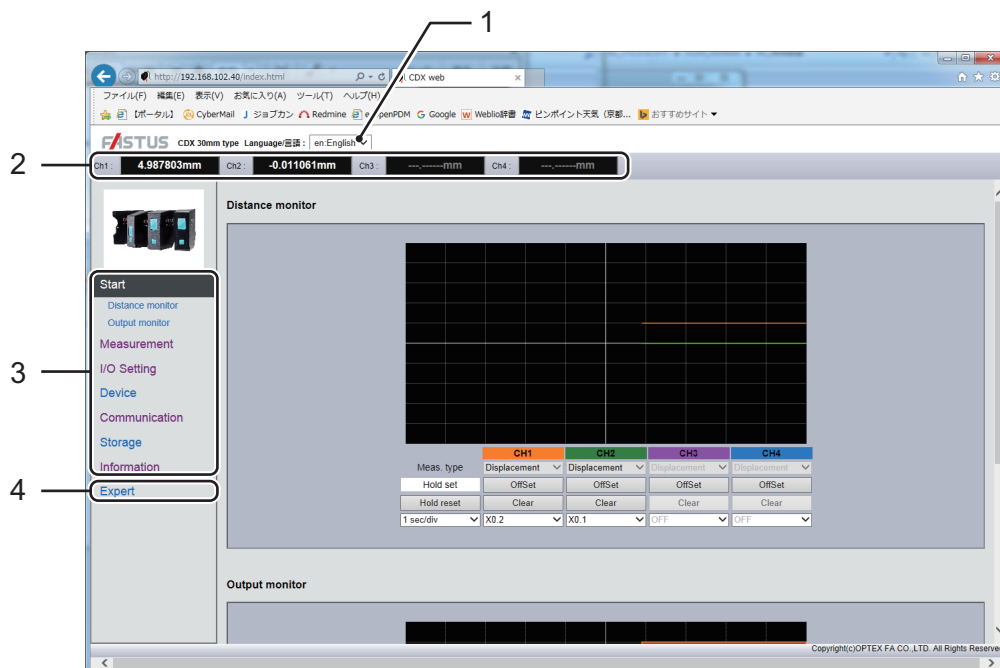 1
http://192.168.102.40/index.html
CDX web
ファイル(F) 編集(E) 表示(V) お気に入り(A) ツール(T) ヘルプ(H)
【ポータル】 CyberMail ジョブカン Redmine OpenPDM Google Weblio辞書 ピンポイント天気（京都... おすすめサイト
FASTUS CDX 30mm type Language/言語 : en:English
2
Ch1 : 4.987803mm Ch2 : -0.011061mm Ch3 : ---.------mm Ch4 : ---.------mm
Distance monitor
3
Start
Distance monitor
Output monitor
Measurement
I/O Setting
Device
Communication
Storage
Information
4
Expert
CH1 CH2 CH3 CH4
Meas. type Displacement Displacement Displacement Displacement
Hold set OffSet OffSet OffSet OffSet
Hold reset Clear Clear Clear Clear
1 sec/div X0.2 X0.1 OFF OFF
Output monitor
Copyright(c)OPTEX FA CO.,LTD. All Rights Reserve